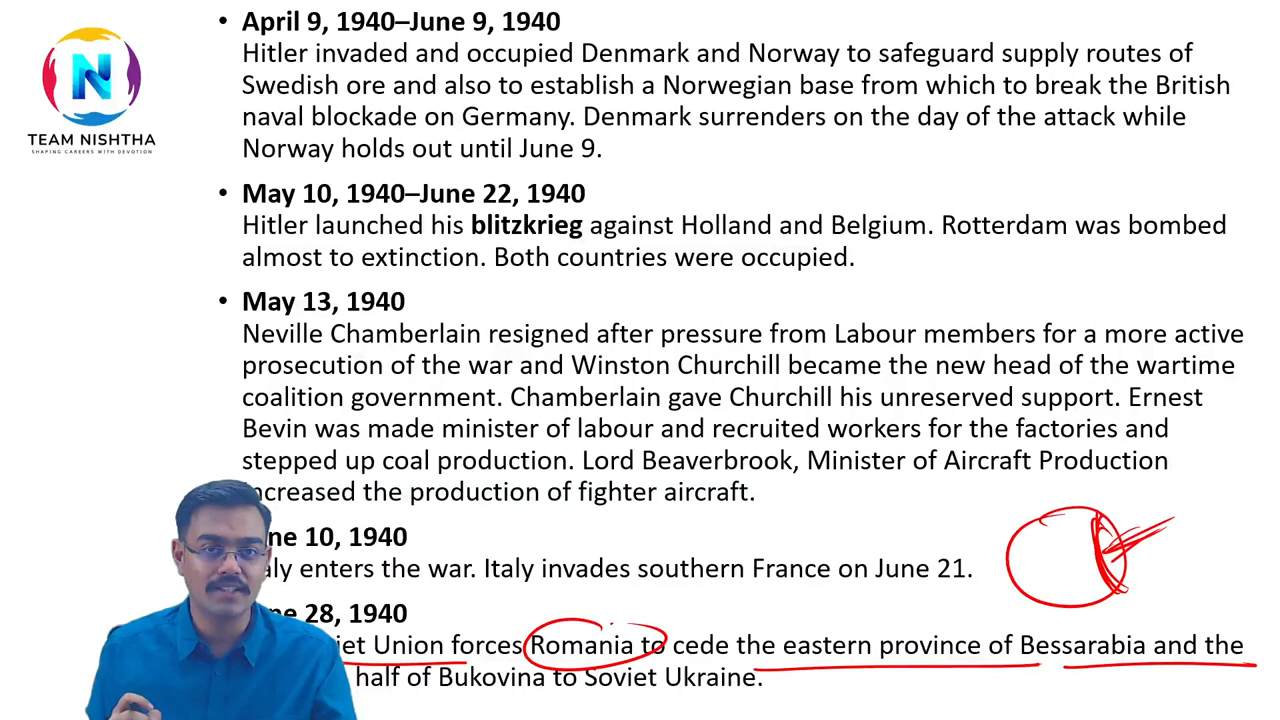 TEAM NISHTHA
SHAPING CAREERS WITH DEVOTION
• April 9, 1940–June 9, 1940
Hitler invaded and occupied Denmark and Norway to safeguard supply routes of
Swedish ore and also to establish a Norwegian base from which to break the British
naval blockade on Germany. Denmark surrenders on the day of the attack while
Norway holds out until June 9.
• May 10, 1940–June 22, 1940
Hitler launched his blitzkrieg against Holland and Belgium. Rotterdam was bombed
almost to extinction. Both countries were occupied.
• May 13, 1940
Neville Chamberlain resigned after pressure from Labour members for a more active
prosecution of the war and Winston Churchill became the new head of the wartime
coalition government. Chamberlain gave Churchill his unreserved support. Ernest
Bevin was made minister of labour and recruited workers for the factories and
stepped up coal production. Lord Beaverbrook, Minister of Aircraft Production
increased the production of fighter aircraft.
ne 10, 1940
aly enters the war. Italy invades southern France on June 21.
ne 28, 1940
iet Union forces Romania to cede the eastern province of Bessarabia and the
half of Bukovina to Soviet Ukraine.